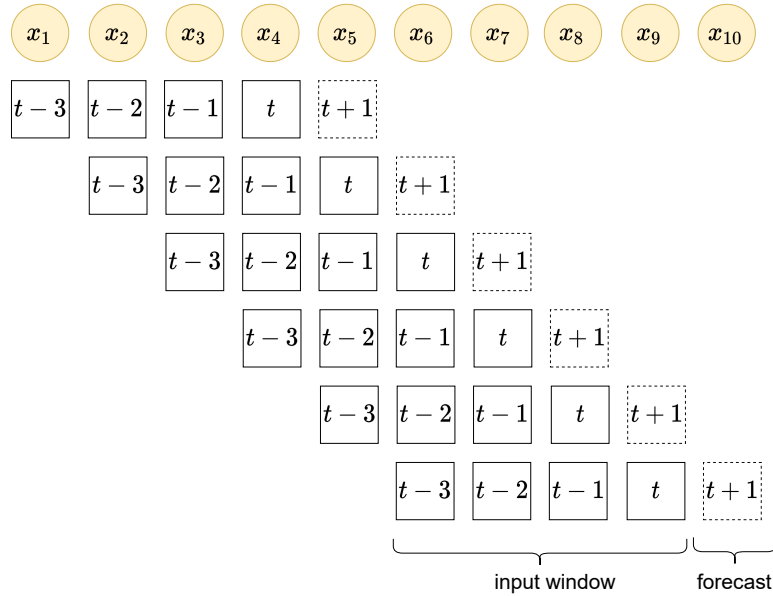 x₁ x₂ x₃ x₄ x₅ x₆ x₇ x₈ x₉ x₁₀
t − 3 t − 2 t − 1 t t + 1
t − 3 t − 2 t − 1 t t + 1
t − 3 t − 2 t − 1 t t + 1
t − 3 t − 2 t − 1 t t + 1
t − 3 t − 2 t − 1 t t + 1
t − 3 t − 2 t − 1 t t + 1
input window forecast